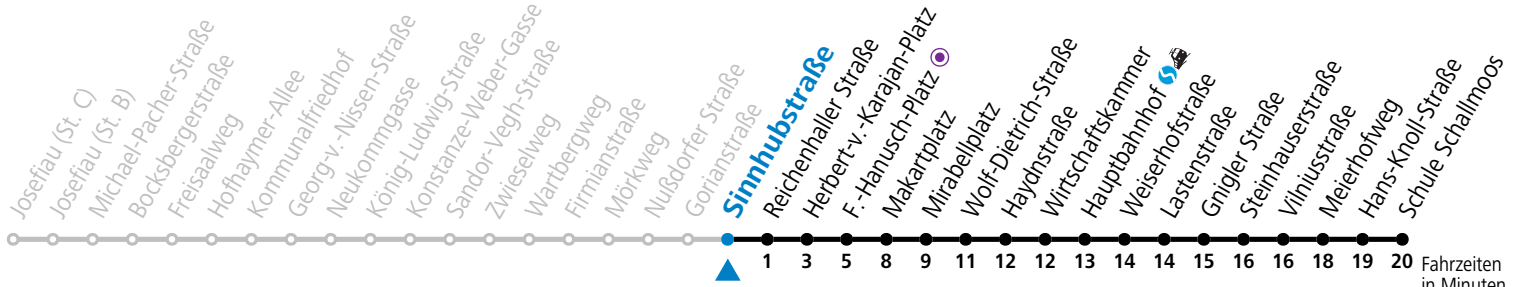 Josefiau (St. C)
Josefiau (St. B)
Michael-Pacher-Straße
Bocksbergerstraße
Freisaalweg
Hofhaymer-Allee
Kommunalfriedhof
Georg-v.-Nissen-Straße
Neukommgasse
König-Ludwig-Straße
Konstanze-Weber-Gasse
Sandor-Vegh-Straße
Zwieselweg
Wartbergweg
Firmianstraße
Mörkweg
Nußdorfer Straße
Gorianstraße
Sinnhubstraße
Reichenhaller Straße
Herbert-v.-Karajan-Platz
F.-Hanusch-Platz
Makartplatz
Mirabellplatz
Wolf-Dietrich-Straße
Haydnstraße
Wirtschaftskammer
Hauptbahnhof
Weiserhofstraße
Lastenstraße
Gnigler Straße
Steinhauserstraße
Vilniusstraße
Meierhofweg
Hans-Knoll-Straße
Schule Schallmoos
1 3 5 8 9 11 12 12 13 14 14 15 16 16 18 19 20 Fahrzeiten
in Minuten